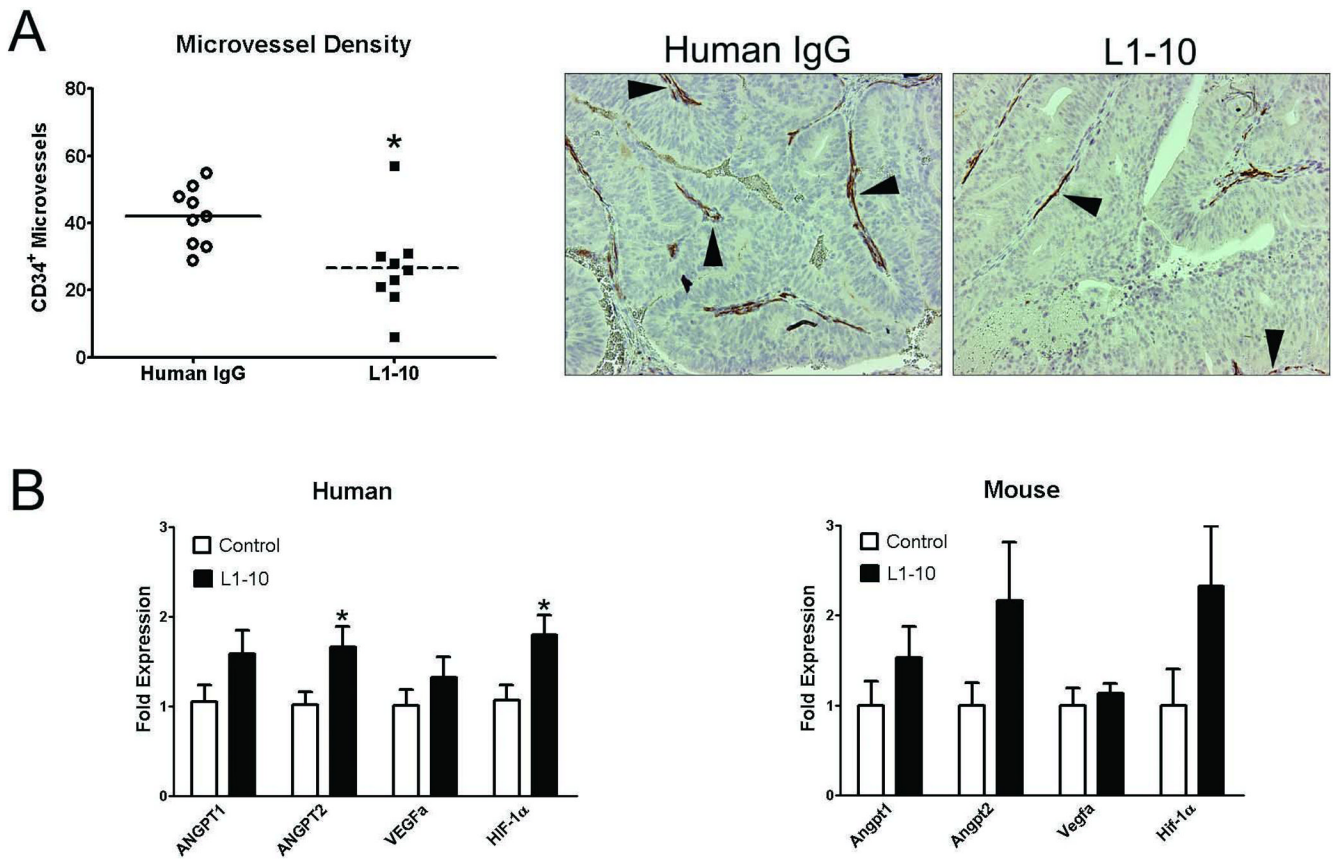 A
Microvessel Density
CD34+ Microvessels
80
60
40
20
0
*
Human IgG
L1-10
Human IgG
L1-10
B
Human
Fold Expression
3
2
1
0
Control
L1-10
*
*
ANGPT1
ANGPT2
VEGFa
HIF-1α
Mouse
Fold Expression
3
2
1
0
Control
L1-10
Angpt1
Angpt2
Vegfa
Hif-1α